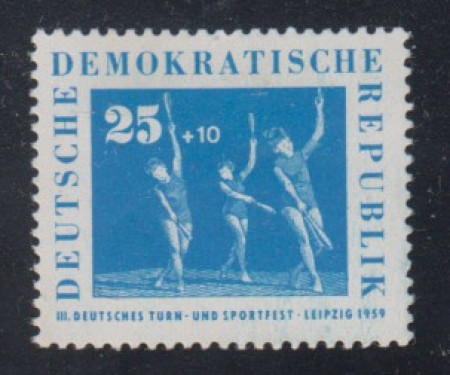 DEUTSCHE
DEMOKRATISCHE
REPUBLIK
25 +10
III. DEUTSCHES TURN- UND SPORTFEST · LEIPZIG 1959